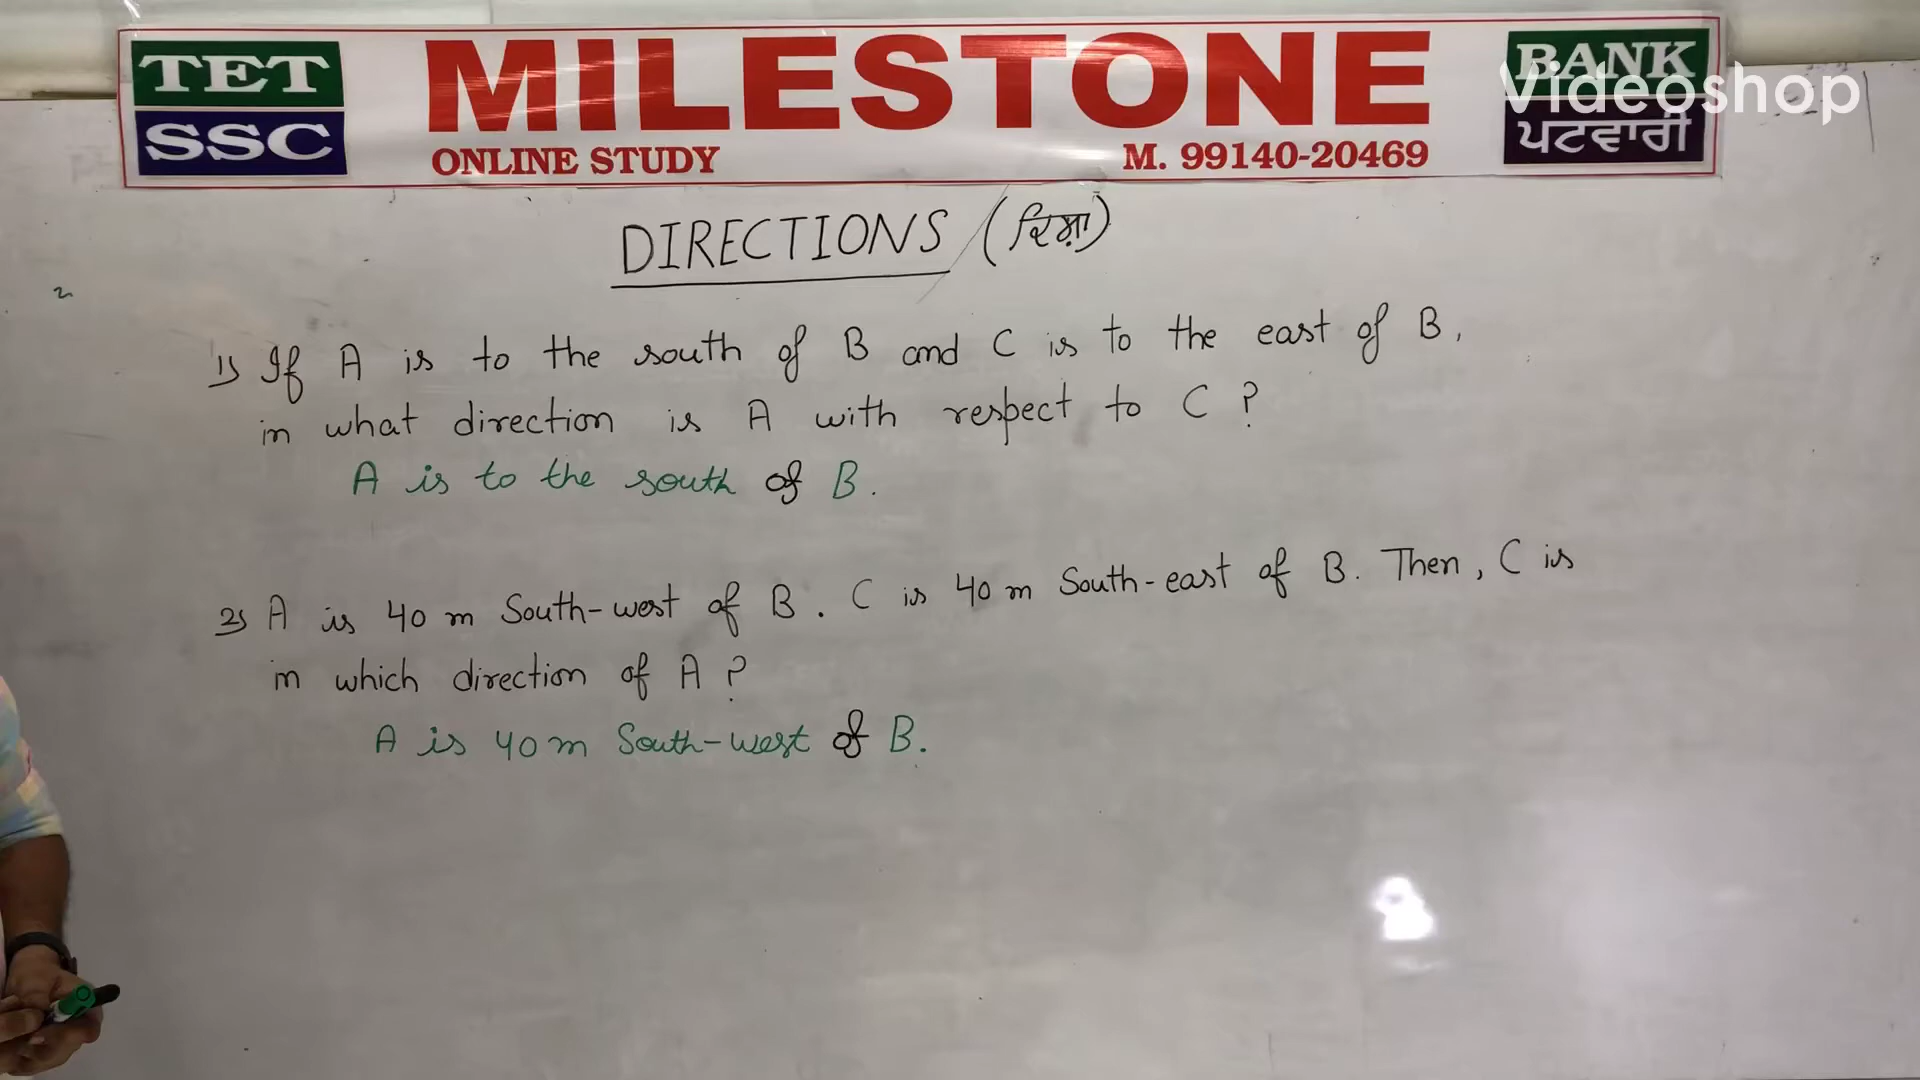 TET
SSC
MILESTONE
ONLINE STUDY
M. 99140-20469
BANK
ਪਟਵਾਰੀ
Videoshop
DIRECTIONS (ਦਿਸ਼ਾ)
1) If A is to the south of B and C is to the east of B,
in what direction is A with respect to C ?
A is to the south of B.
2) A is 40 m South-west of B. C is 40 m South-east of B. Then, C is
in which direction of A ?
A is 40 m South-west of B.